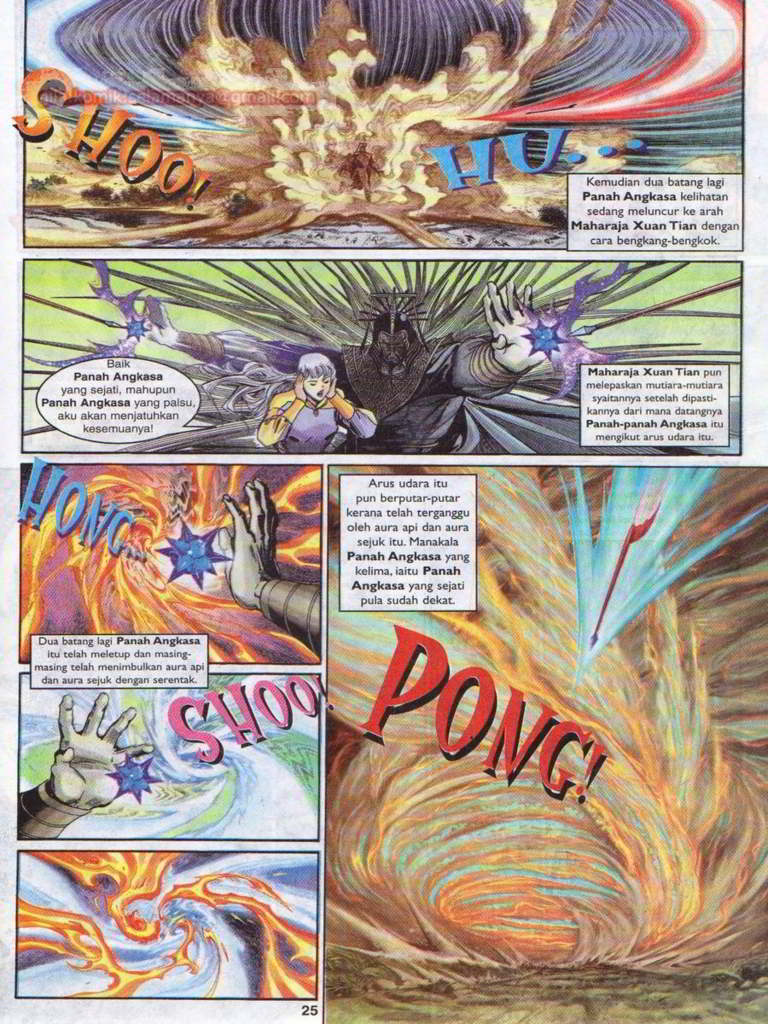 SHOO!
HU...
Kemudian dua batang lagi
Panah Angkasa kelihatan
sedang meluncur ke arah
Maharaja Xuan Tian dengan
cara bengkang-bengkok.
Baik
Panah Angkasa
yang sejati, mahupun
Panah Angkasa yang palsu,
aku akan menjatuhkan
kesemuanya!
Maharaja Xuan Tian pun
melepaskan mutiara-mutiara
syaitannya setelah dipasti-
kannya dari mana datangnya
Panah-panah Angkasa itu
mengikut arus udara itu.
HONG...
Dua batang lagi Panah Angkasa
itu telah meletup dan masing-
masing telah menimbulkan aura api
dan aura sejuk dengan serentak.
SHOO!
Arus udara itu
pun berputar-putar
kerana telah terganggu
oleh aura api dan aura
sejuk itu. Manakala
Panah Angkasa yang
kelima, iaitu Panah
Angkasa yang sejati
pula sudah dekat.
PONG!
25